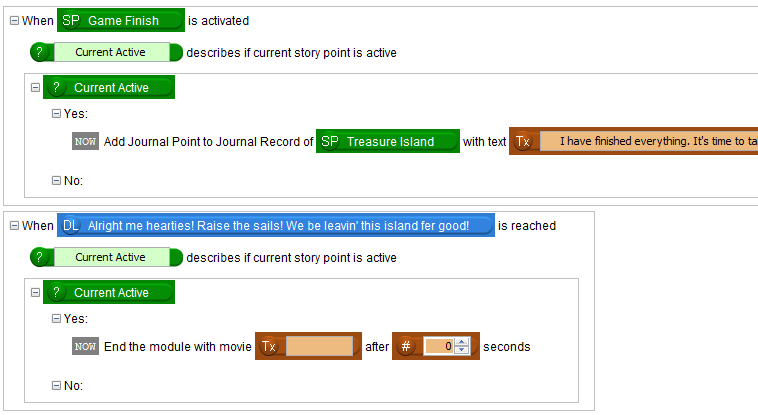 When SP Game Finish is activated
? Current Active describes if current story point is active
? Current Active
Yes:
NOW Add Journal Point to Journal Record of SP Treasure Island with text Tx I have finished everything. It's time to ta
No:
When DL Alright me hearties! Raise the sails! We be leavin' this island fer good! is reached
? Current Active describes if current story point is active
? Current Active
Yes:
NOW End the module with movie Tx after # 0 seconds
No: